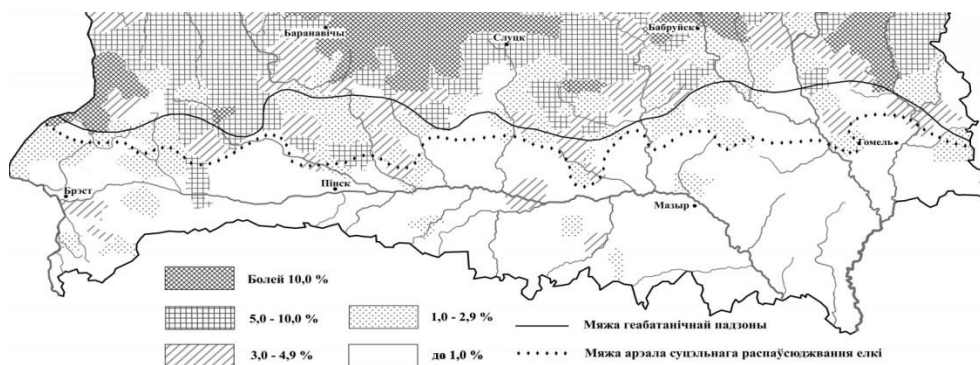 Баранавічы
Слуцк
Бабруйск
Гомель
Брэст
Пінск
Мазыр
Болей 10,0 %
5,0 - 10,0 %
1,0 - 2,9 %
Мяжа геабатанічнай падзоны
3,0 - 4,9 %
до 1,0 %
Мяжа арэала суцэльнага распаўсюджвання елкі